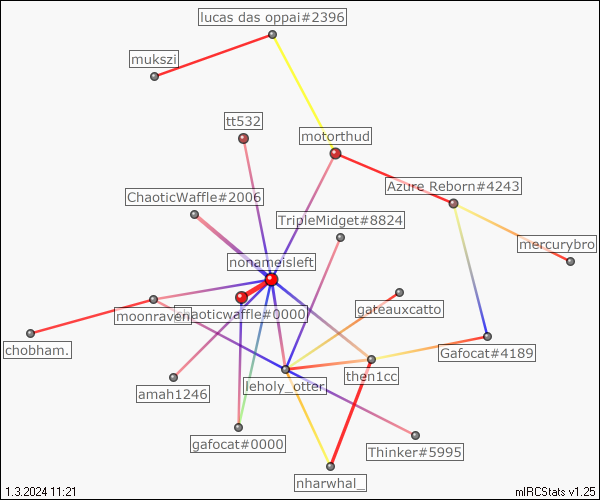 lucas das oppai#2396
mukszi
tt532
motorthud
Azure Reborn#4243
ChaoticWaffle#2006
TripleMidget#8824
mercurybro
nonameisleft
moonraven
chaoticwaffle#0000
gateauxcatto
chobham.
Gafocat#4189
then1cc
leholy_otter
amah1246
gafocat#0000
Thinker#5995
nharwhal_
1.3.2024 11:21
mIRCStats v1.25